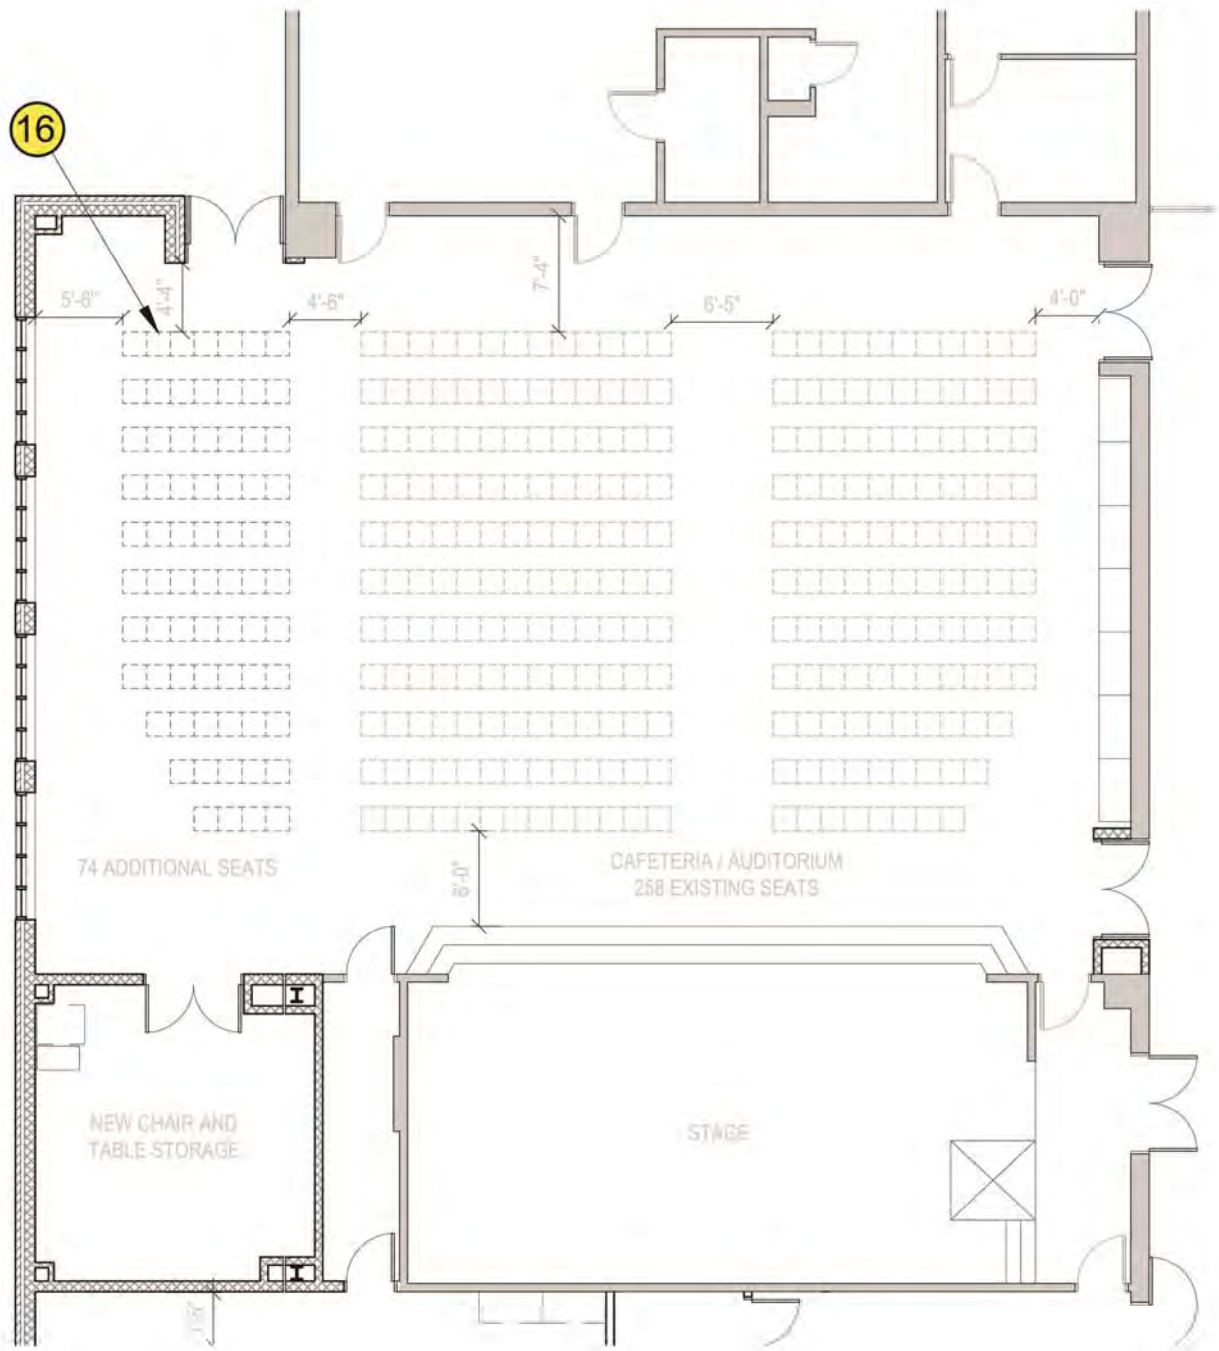 16
5'-6"
4'-4"
4'-6"
7'-4"
6'-5"
4'-0"
74 ADDITIONAL SEATS
6'-0"
CAFETERIA / AUDITORIUM
258 EXISTING SEATS
NEW CHAIR AND
TABLE STORAGE
STAGE